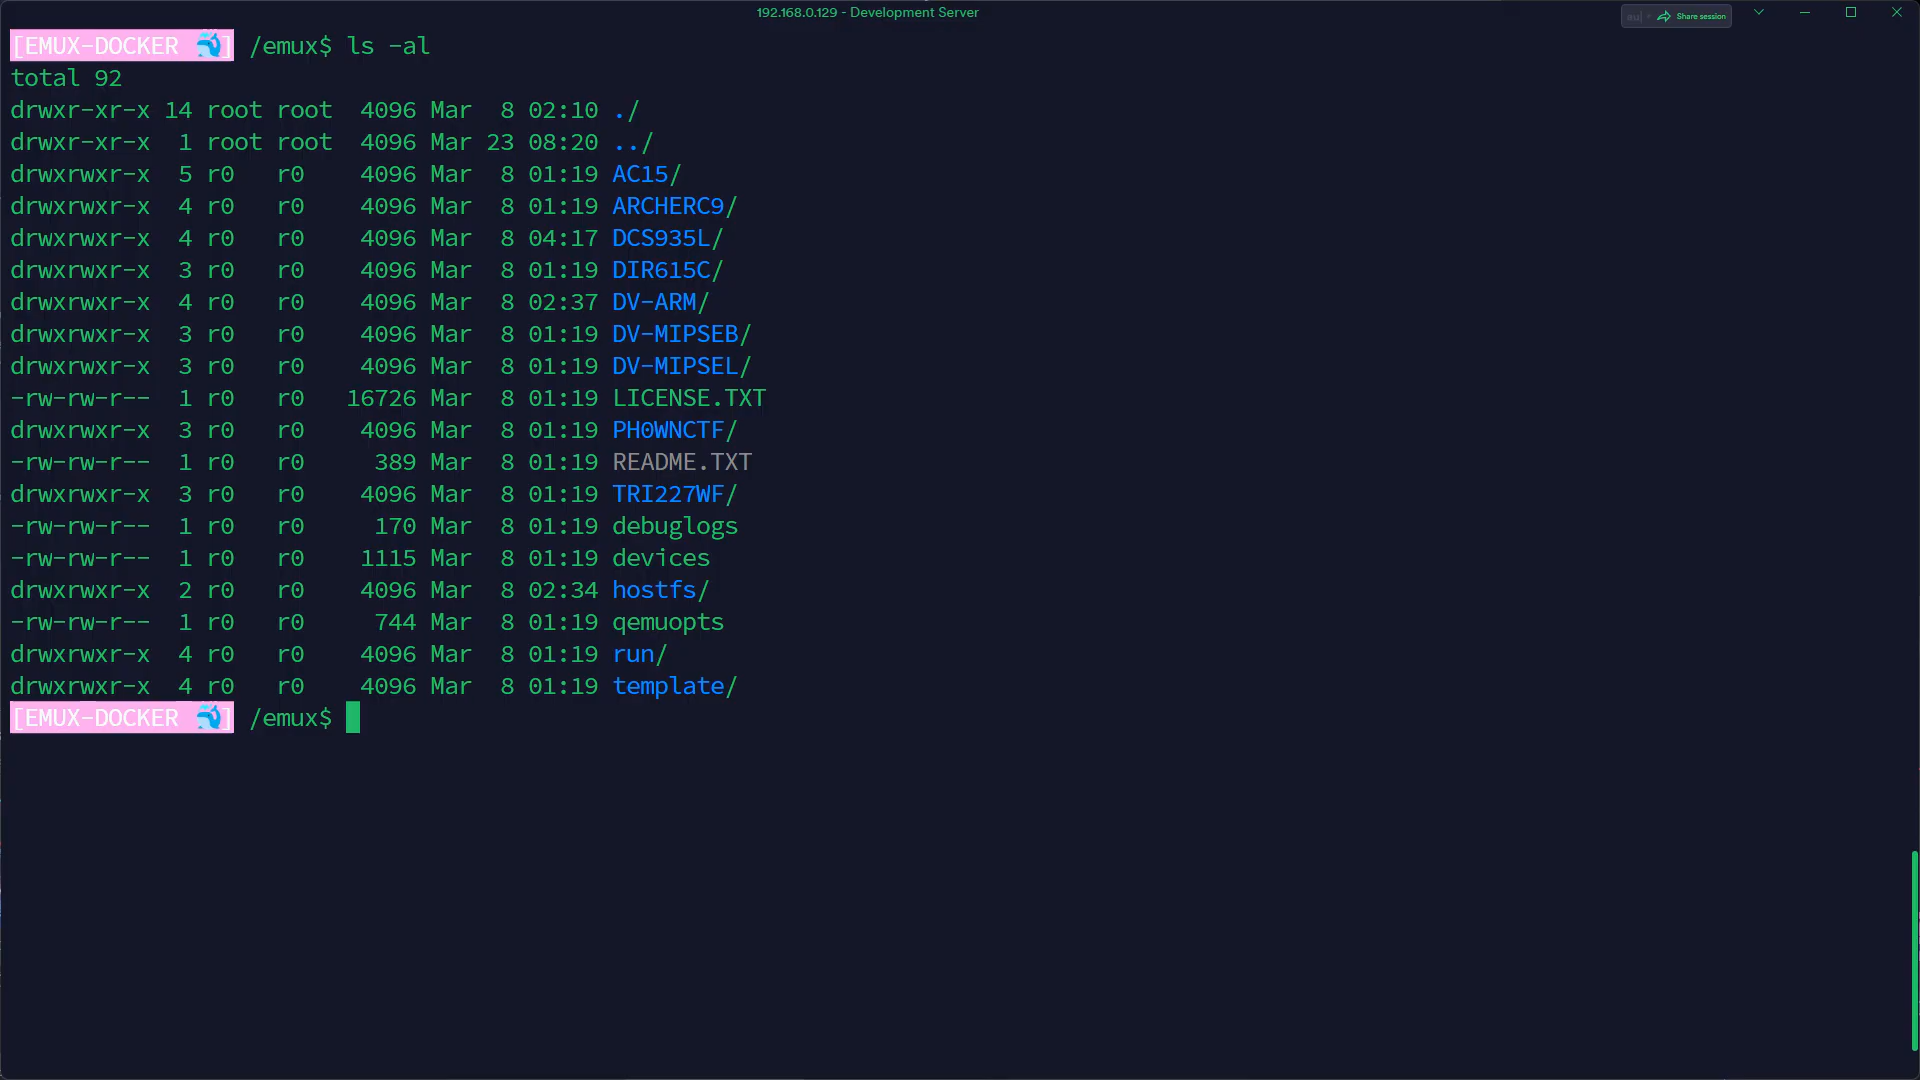 192.168.0.129 - Development Server
Share session
[EMUX-DOCKER 🐳] /emux$ ls -al
total 92
drwxr-xr-x 14 root root  4096 Mar  8 02:10 ./
drwxr-xr-x  1 root root  4096 Mar 23 08:20 ../
drwxrwxr-x  5 r0   r0    4096 Mar  8 01:19 AC15/
drwxrwxr-x  4 r0   r0    4096 Mar  8 01:19 ARCHERC9/
drwxrwxr-x  4 r0   r0    4096 Mar  8 04:17 DCS935L/
drwxrwxr-x  3 r0   r0    4096 Mar  8 01:19 DIR615C/
drwxrwxr-x  4 r0   r0    4096 Mar  8 02:37 DV-ARM/
drwxrwxr-x  3 r0   r0    4096 Mar  8 01:19 DV-MIPSEB/
drwxrwxr-x  3 r0   r0    4096 Mar  8 01:19 DV-MIPSEL/
-rw-rw-r--  1 r0   r0   16726 Mar  8 01:19 LICENSE.TXT
drwxrwxr-x  3 r0   r0    4096 Mar  8 01:19 PH0WNCTF/
-rw-rw-r--  1 r0   r0     389 Mar  8 01:19 README.TXT
drwxrwxr-x  3 r0   r0    4096 Mar  8 01:19 TRI227WF/
-rw-rw-r--  1 r0   r0     170 Mar  8 01:19 debuglogs
-rw-rw-r--  1 r0   r0    1115 Mar  8 01:19 devices
drwxrwxr-x  2 r0   r0    4096 Mar  8 02:34 hostfs/
-rw-rw-r--  1 r0   r0     744 Mar  8 01:19 qemuopts
drwxrwxr-x  4 r0   r0    4096 Mar  8 01:19 run/
drwxrwxr-x  4 r0   r0    4096 Mar  8 01:19 template/
[EMUX-DOCKER 🐳] /emux$